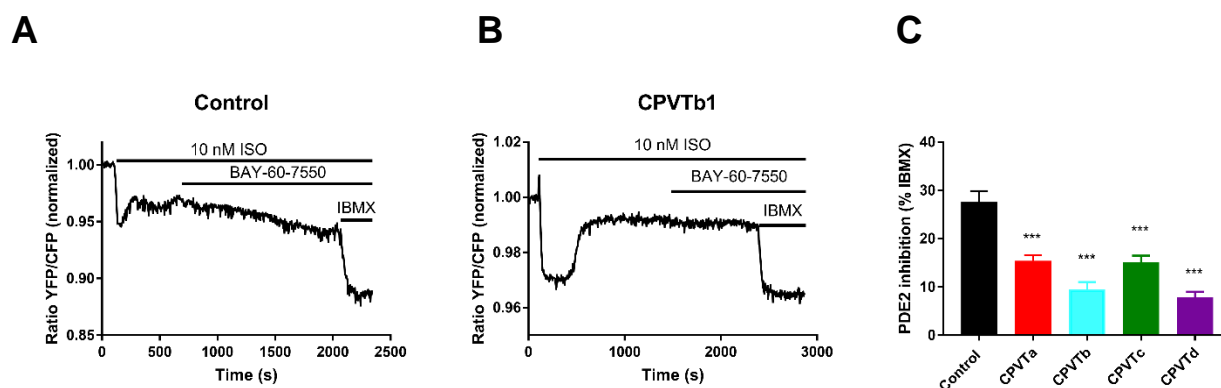 A
B
C
Control
Ratio YFP/CFP (normalized)
1.00
0.95
0.90
0.85
10 nM ISO
BAY-60-7550
IBMX
0
500
1000
1500
2000
2500
Time (s)
CPVTb1
Ratio YFP/CFP (normalized)
1.02
1.00
0.98
0.96
10 nM ISO
BAY-60-7550
IBMX
0
1000
2000
3000
Time (s)
PDE2 inhibition (% IBMX)
40
30
20
10
0
***
***
***
***
Control
CPVTa
CPVTb
CPVTc
CPVTd